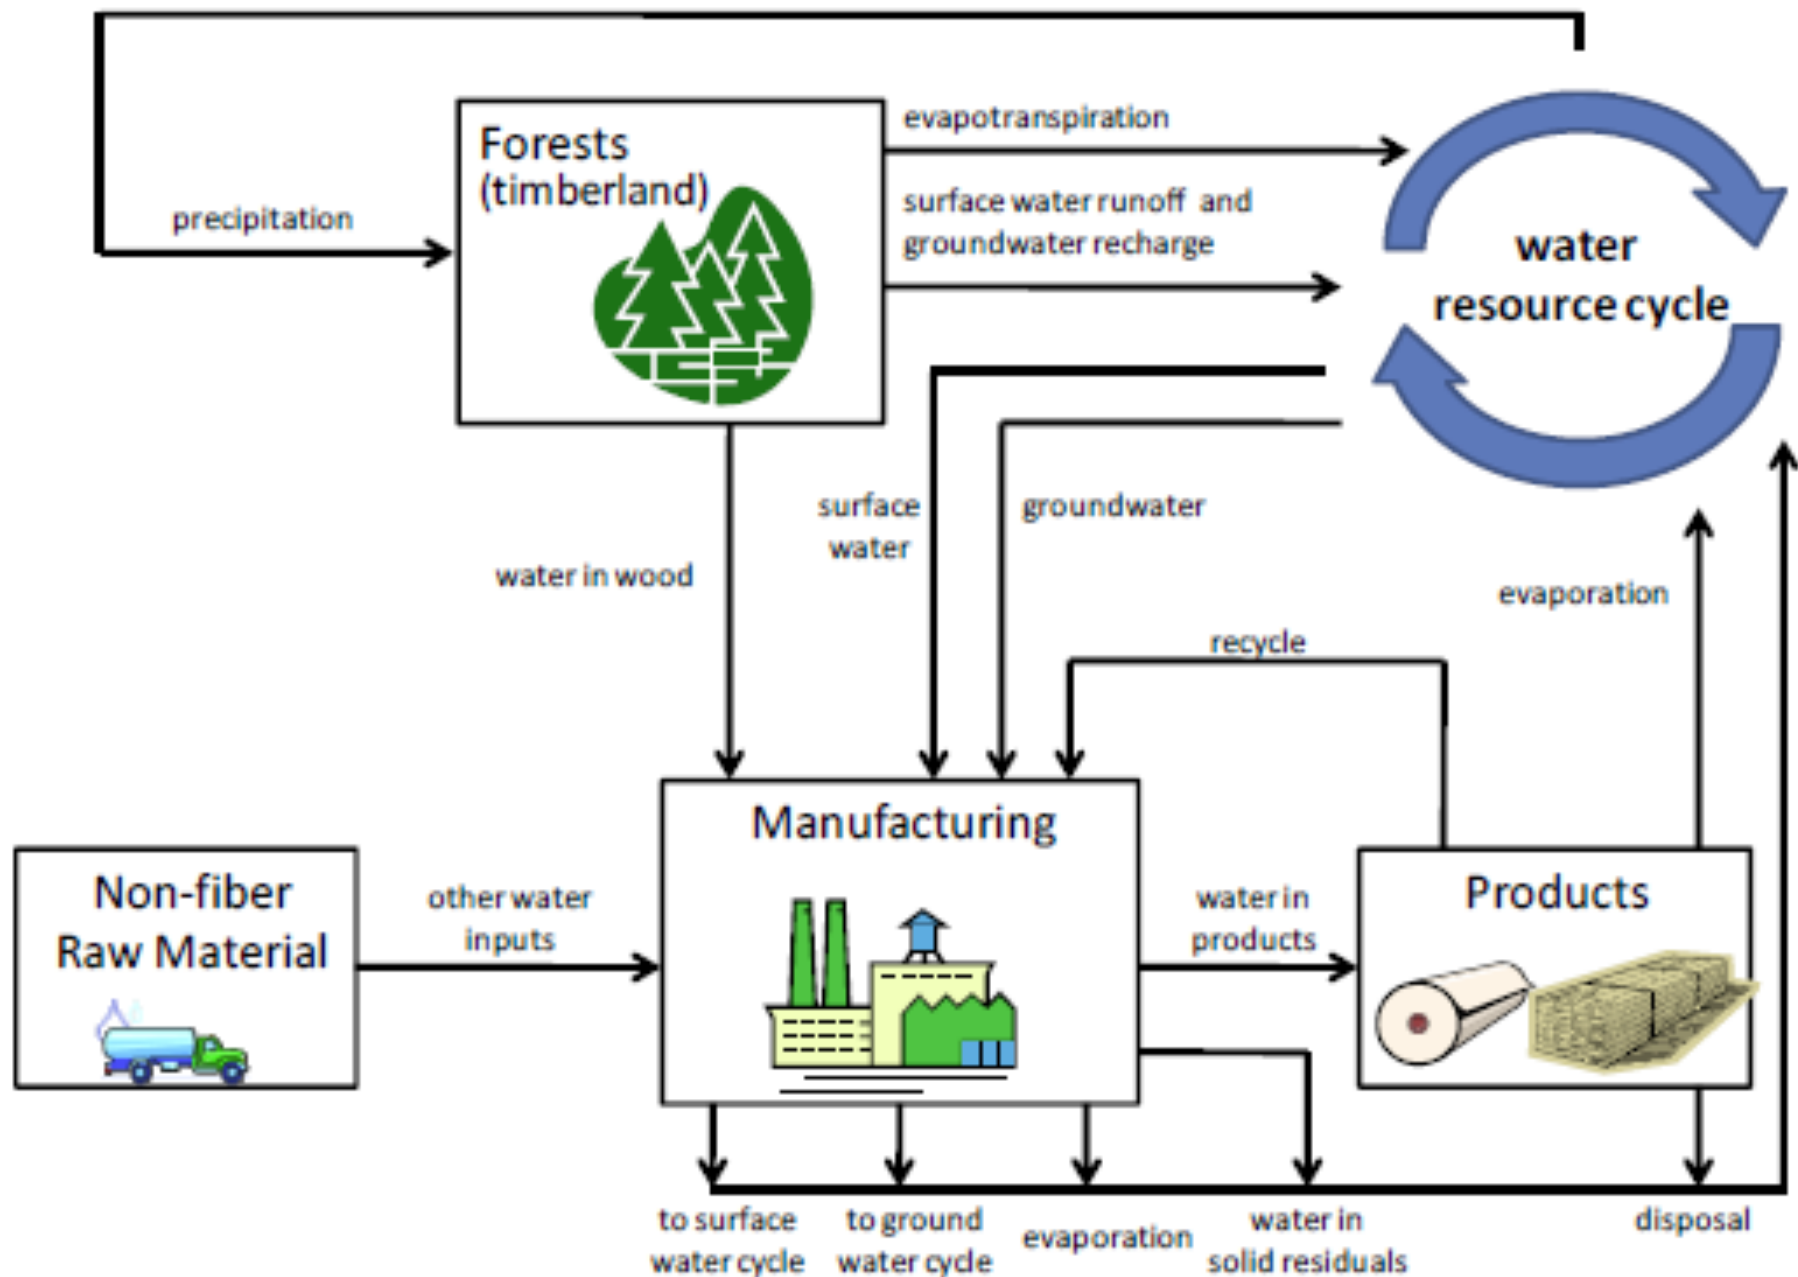 Forests
(timberland)
evapotranspiration
surface water runoff and
groundwater recharge
precipitation
water
resource cycle
surface
water
groundwater
water in wood
evaporation
recycle
Manufacturing
Non-fiber
Raw Material
other water
inputs
water in
products
Products
to surface
water cycle
to ground
water cycle
evaporation
water in
solid residuals
disposal